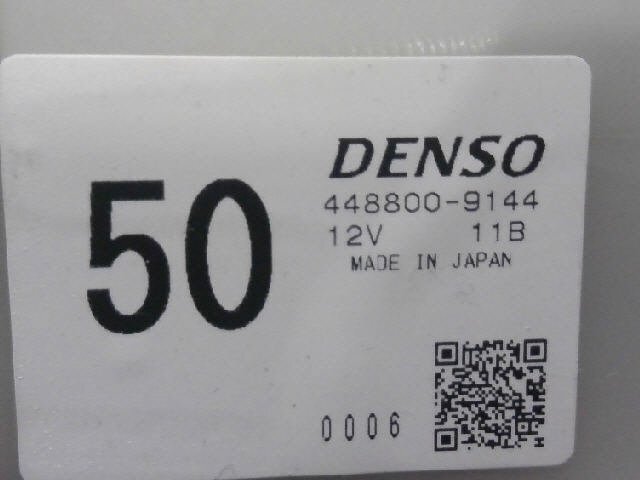 50
DENSO
448800-9144
12V 11B
MADE IN JAPAN
0006